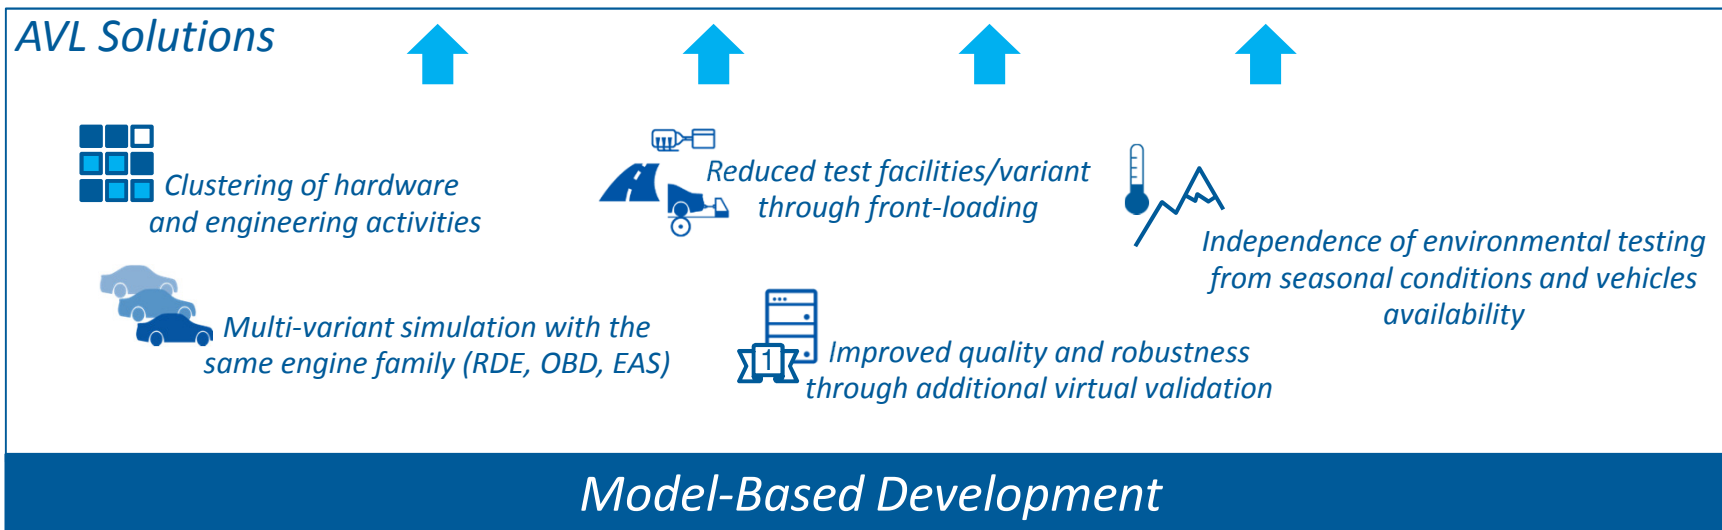 AVL Solutions
Clustering of hardware
and engineering activities
Reduced test facilities/variant
through front-loading
Independence of environmental testing
from seasonal conditions and vehicles
availability
Multi-variant simulation with the
same engine family (RDE, OBD, EAS)
1
Improved quality and robustness
through additional virtual validation
Model-Based Development